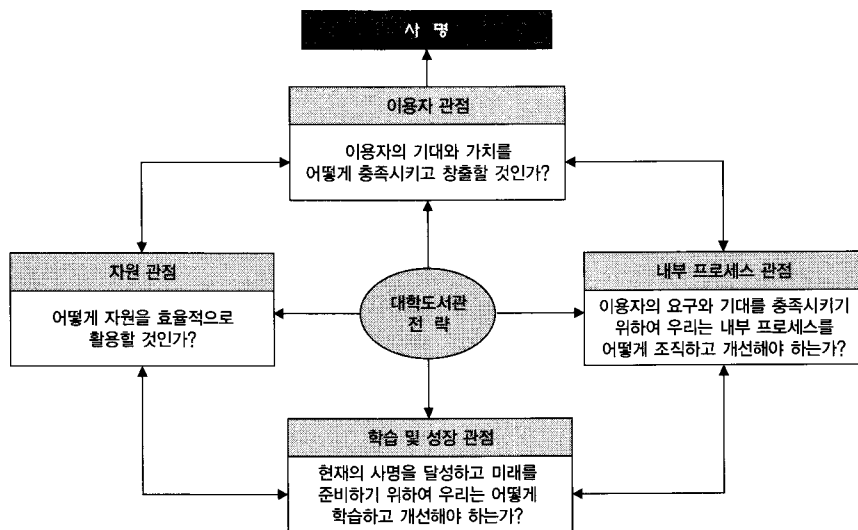 사 명
이용자 관점
이용자의 기대와 가치를
어떻게 충족시키고 창출할 것인가?
자원 관점
어떻게 자원을 효율적으로
활용할 것인가?
대학도서관
전 략
내부 프로세스 관점
이용자의 요구와 기대를 충족시키기
위하여 우리는 내부 프로세스를
어떻게 조직하고 개선해야 하는가?
학습 및 성장 관점
현재의 사명을 달성하고 미래를
준비하기 위하여 우리는 어떻게
학습하고 개선해야 하는가?